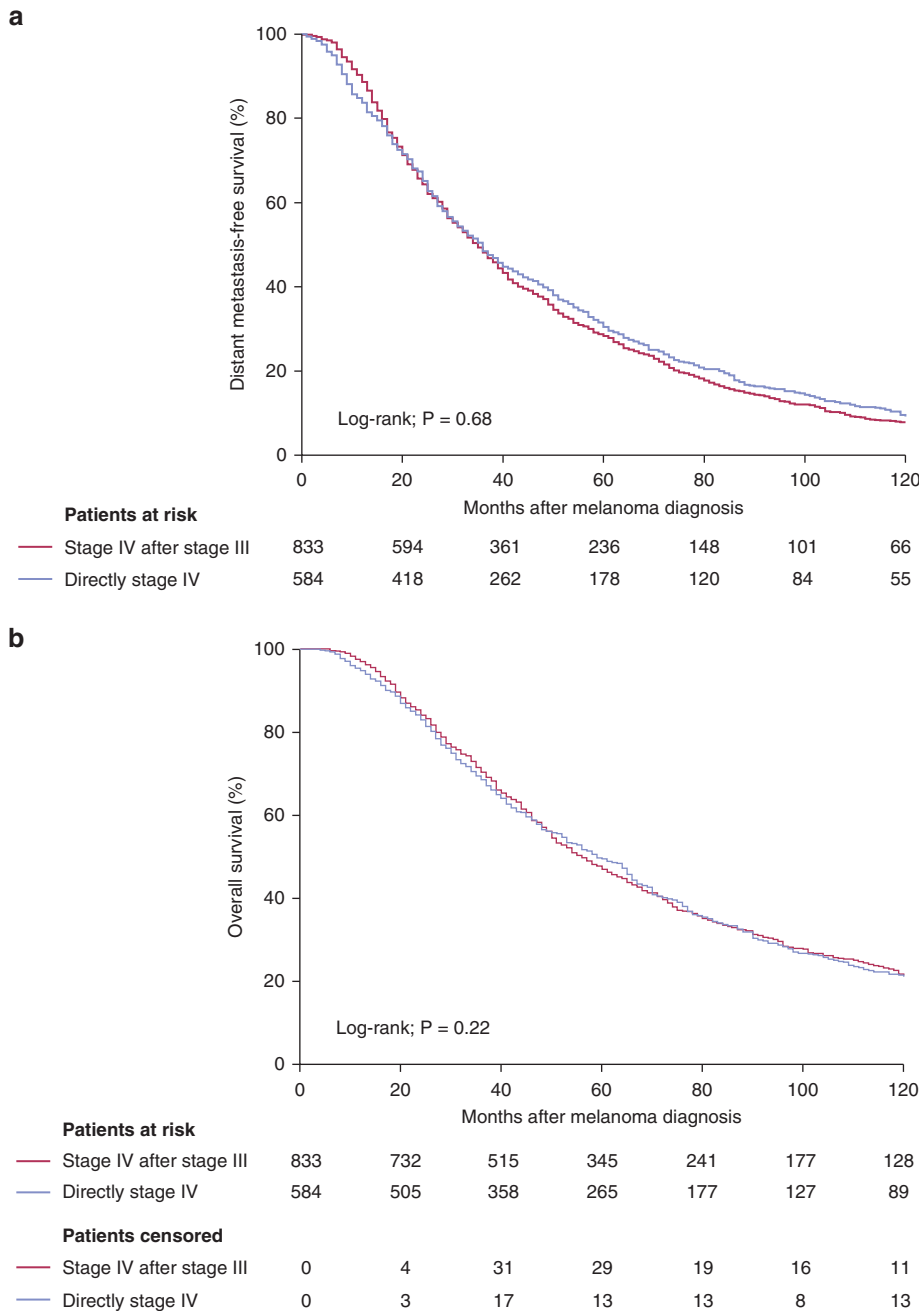 a
100
80
60
40
20
0
Distant metastasis-free survival (%)
Log-rank; P = 0.68
0 20 40 60 80 100 120
Months after melanoma diagnosis
Patients at risk
Stage IV after stage III 833 594 361 236 148 101 66
Directly stage IV 584 418 262 178 120 84 55
b
100
80
60
40
20
0
Overall survival (%)
Log-rank; P = 0.22
0 20 40 60 80 100 120
Months after melanoma diagnosis
Patients at risk
Stage IV after stage III 833 732 515 345 241 177 128
Directly stage IV 584 505 358 265 177 127 89
Patients censored
Stage IV after stage III 0 4 31 29 19 16 11
Directly stage IV 0 3 17 13 13 8 13